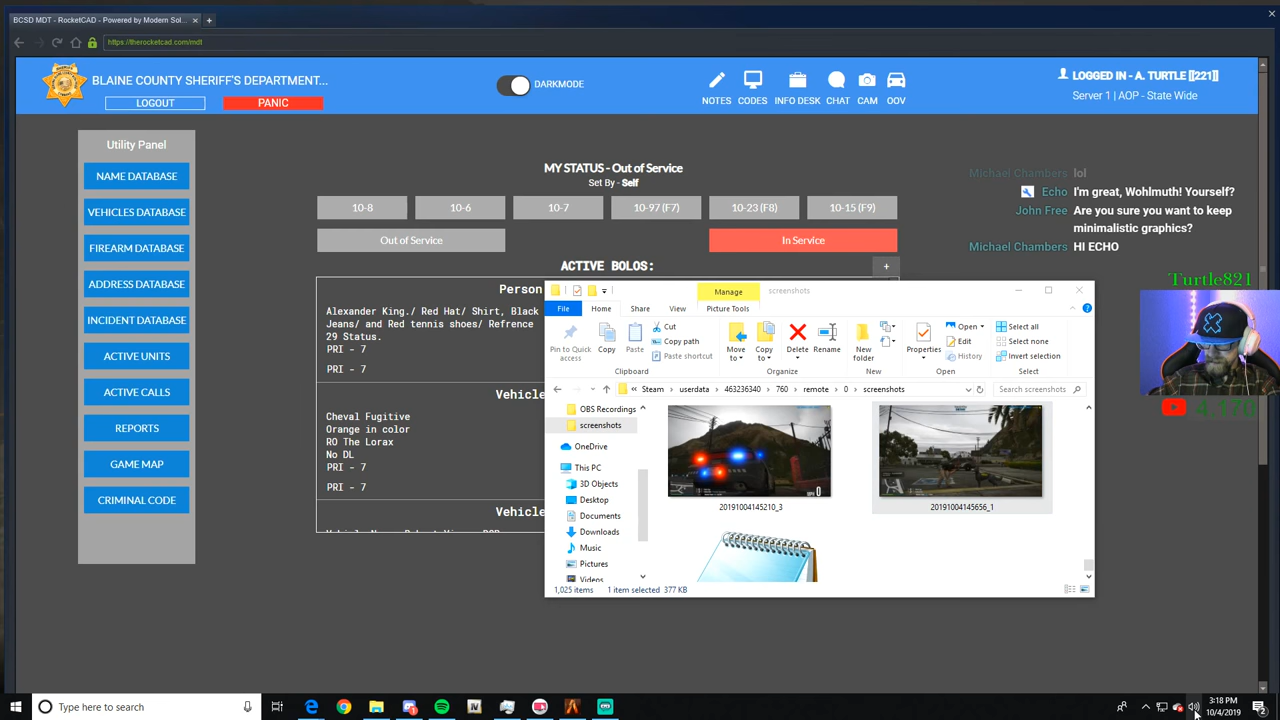 BCSD MDT - RocketCAD - Powered by Modern Sol...
https://therocketcad.com/mdt
BLAINE COUNTY SHERIFF'S DEPARTMENT...
LOGOUT
PANIC
DARKMODE
NOTES
CODES
INFO DESK
CHAT
CAM
OOV
LOGGED IN - A. TURTLE [[221]]
Server 1 | AOP - State Wide
Utility Panel
NAME DATABASE
VEHICLES DATABASE
FIREARM DATABASE
ADDRESS DATABASE
INCIDENT DATABASE
ACTIVE UNITS
ACTIVE CALLS
REPORTS
GAME MAP
CRIMINAL CODE
MY STATUS - Out of Service
Set By - Self
10-8
10-6
10-7
10-97 (F7)
10-23 (F8)
10-15 (F9)
Out of Service
In Service
ACTIVE BOLOS:
+
Person
Alexander King./ Red Hat/ Shirt, Black
Jeans/ and Red tennis shoes/ Refrence
29 Status.
PRI - 7
PRI - 7
Vehicle
Cheval Fugitive
Orange in color
RO The Lorax
No DL
PRI - 7
PRI - 7
Vehicle
Michael Chambers lol
Echo I'm great, Wohlmuth! Yourself?
John Free Are you sure you want to keep
minimalistic graphics?
Michael Chambers HI ECHO
Turtle821
4,170
Manage
screenshots
File
Home
Share
View
Picture Tools
Pin to Quick
access
Copy
Paste
Cut
Copy path
Paste shortcut
Clipboard
Move
to
Copy
to
Delete
Rename
Organize
New
folder
New
Properties
Open
Edit
History
Open
Select all
Select none
Invert selection
Select
« Steam > userdata > 463236340 > 760 > remote > 0 > screenshots
Search screenshots
OBS Recordings
screenshots
OneDrive
This PC
3D Objects
Desktop
Documents
Downloads
Music
Pictures
Videos
20191004145210_3
20191004145656_1
1,025 items
1 item selected 377 KB
Type here to search
3:18 PM
10/4/2019
2